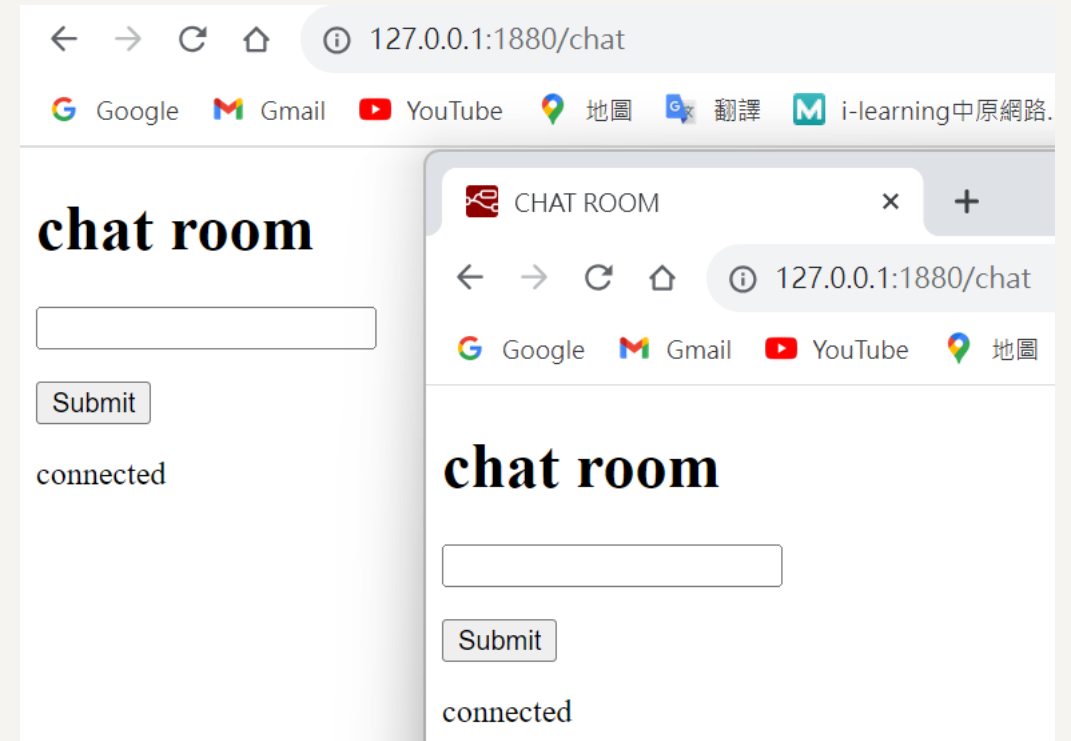 127.0.0.1:1880/chat
Google Gmail YouTube 地圖 翻譯 i-learning中原網路.
chat room
Submit
connected
CHAT ROOM
127.0.0.1:1880/chat
Google Gmail YouTube 地圖
chat room
Submit
connected